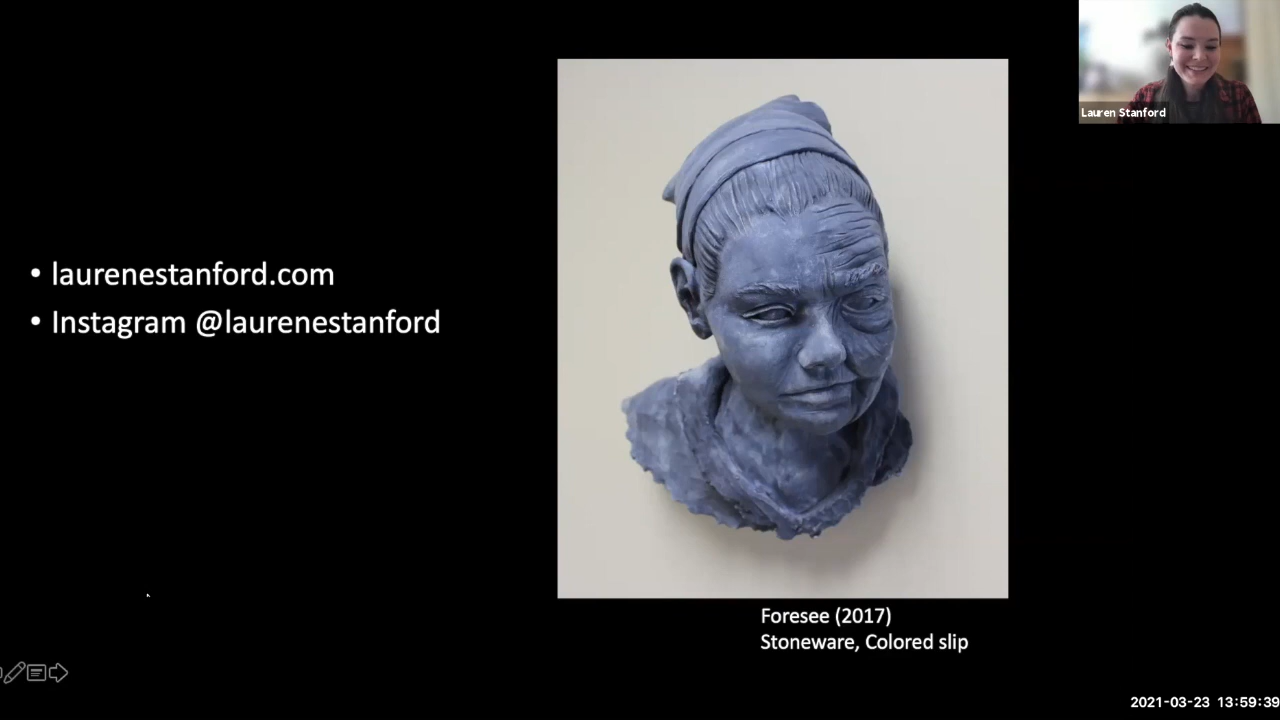 Lauren Stanford
• laurenestanford.com
• Instagram @laurenestanford
Foresee (2017)
Stoneware, Colored slip
2021-03-23 13:59:39